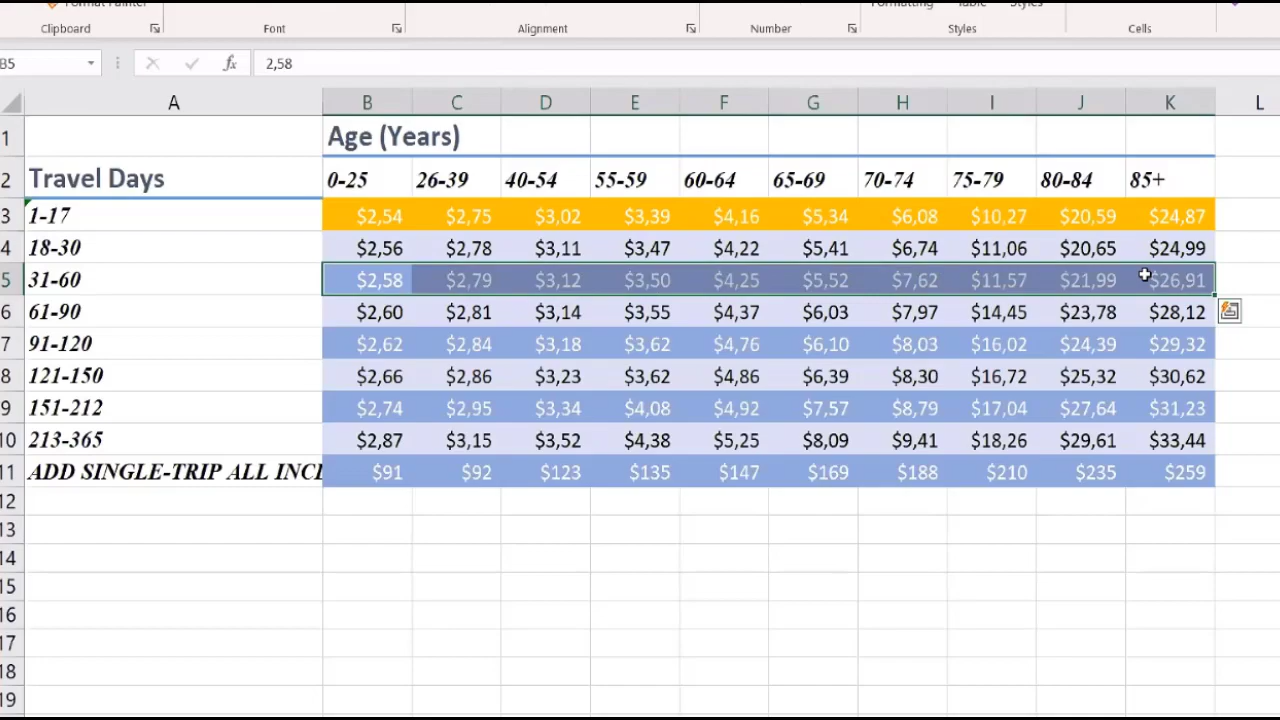 Format Painter Formatting Table Styles
Clipboard Font Alignment Number Styles Cells
B5 fx 2,58
A B C D E F G H I J K L
1 Age (Years)
2 Travel Days 0-25 26-39 40-54 55-59 60-64 65-69 70-74 75-79 80-84 85+
3 1-17 $2,54 $2,75 $3,02 $3,39 $4,16 $5,34 $6,08 $10,27 $20,59 $24,87
4 18-30 $2,56 $2,78 $3,11 $3,47 $4,22 $5,41 $6,74 $11,06 $20,65 $24,99
5 31-60 $2,58 $2,79 $3,12 $3,50 $4,25 $5,52 $7,62 $11,57 $21,99 $26,91
6 61-90 $2,60 $2,81 $3,14 $3,55 $4,37 $6,03 $7,97 $14,45 $23,78 $28,12
7 91-120 $2,62 $2,84 $3,18 $3,62 $4,76 $6,10 $8,03 $16,02 $24,39 $29,32
8 121-150 $2,66 $2,86 $3,23 $3,62 $4,86 $6,39 $8,30 $16,72 $25,32 $30,62
9 151-212 $2,74 $2,95 $3,34 $4,08 $4,92 $7,57 $8,79 $17,04 $27,64 $31,23
10 213-365 $2,87 $3,15 $3,52 $4,38 $5,25 $8,09 $9,41 $18,26 $29,61 $33,44
11 ADD SINGLE-TRIP ALL INCL $91 $92 $123 $135 $147 $169 $188 $210 $235 $259
12
13
14
15
16
17
18
19